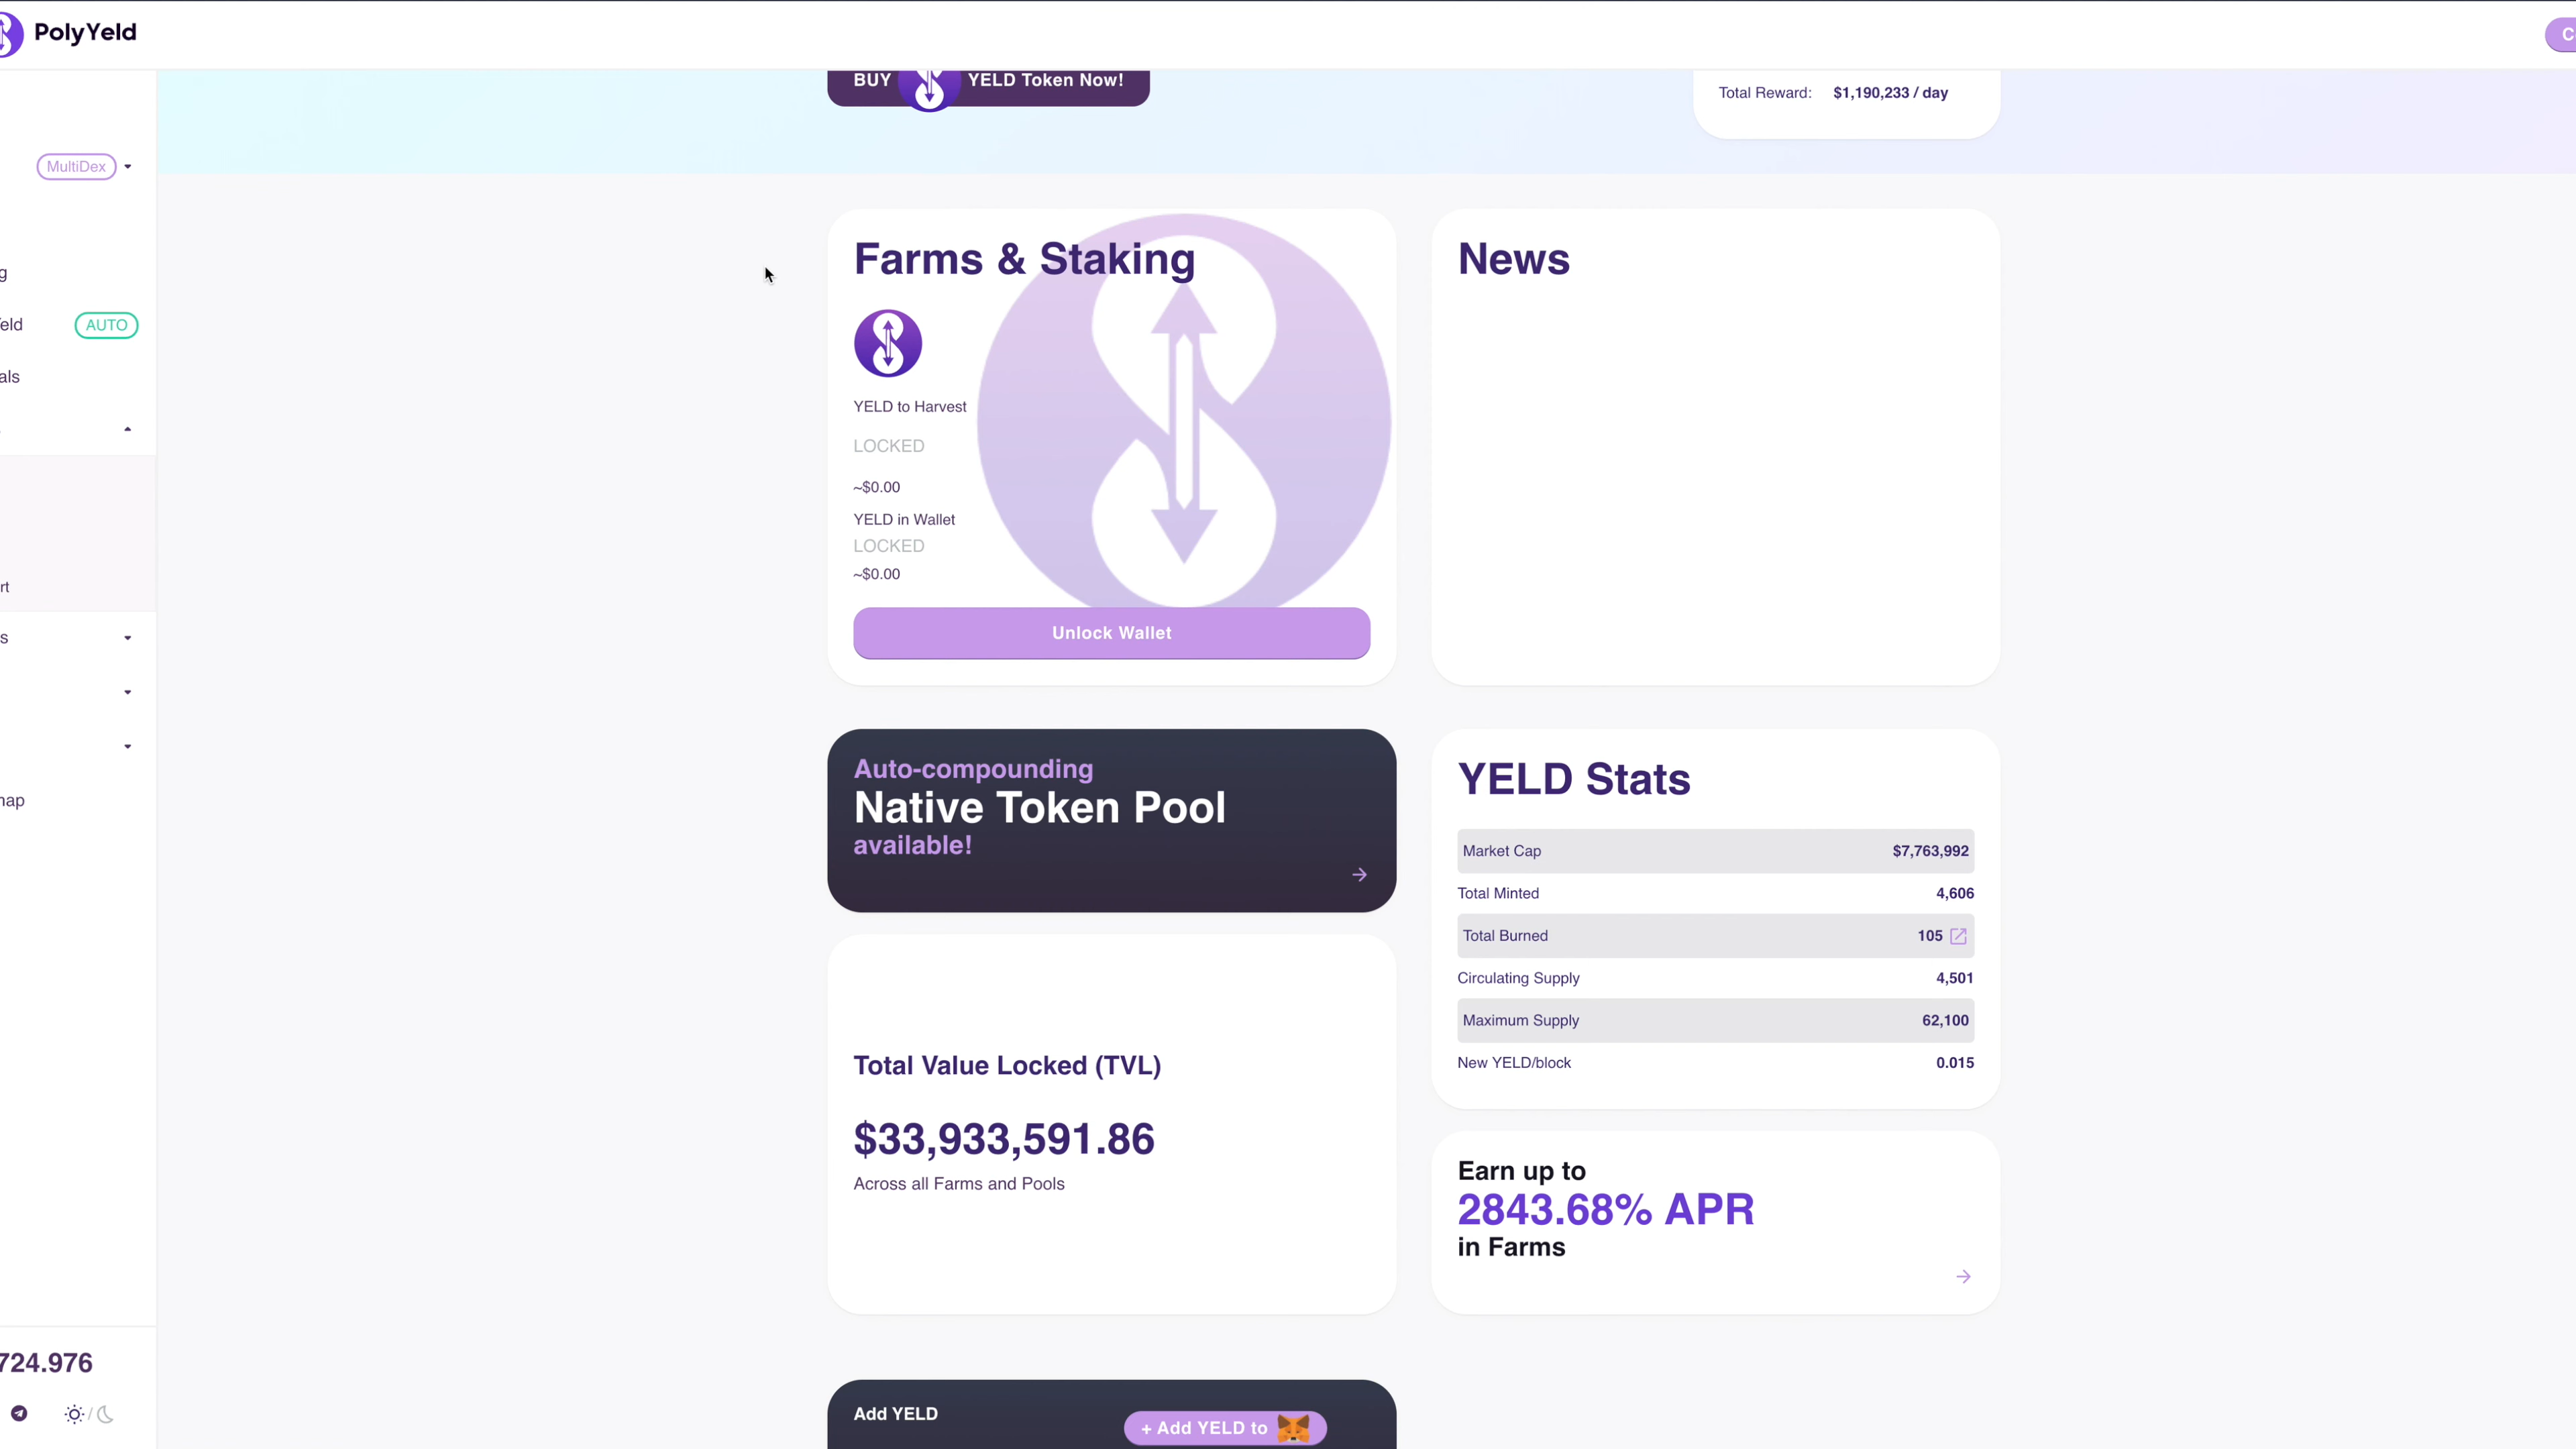 PolyYeld
C
BUY YELD Token Now!
Total Reward: $1,190,233 / day
MultiDex
g
eld AUTO
als
rt
s
nap
724.976
/
Farms & Staking
YELD to Harvest
LOCKED
~$0.00
YELD in Wallet
LOCKED
~$0.00
Unlock Wallet
News
Auto-compounding
Native Token Pool
available!
YELD Stats
Market Cap $7,763,992
Total Minted 4,606
Total Burned 105
Circulating Supply 4,501
Maximum Supply 62,100
New YELD/block 0.015
Total Value Locked (TVL)
$33,933,591.86
Across all Farms and Pools
Earn up to
2843.68% APR
in Farms
Add YELD
+ Add YELD to